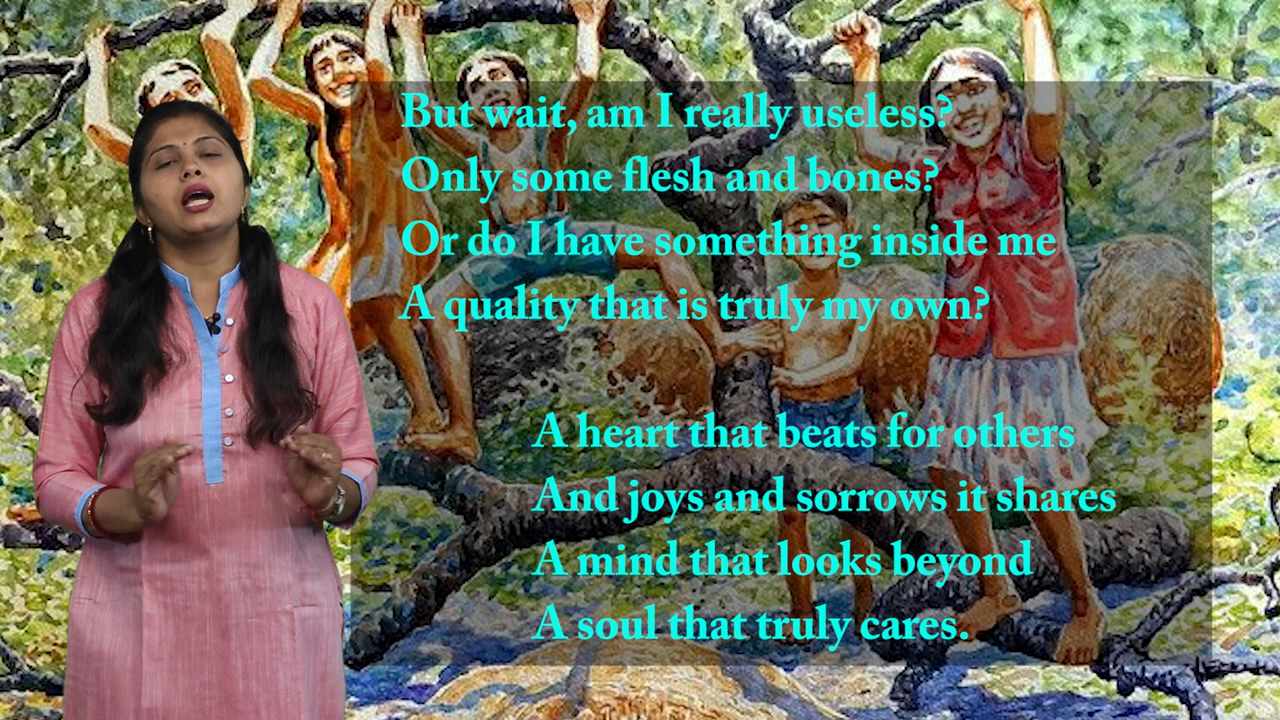 But wait, am I really useless?
Only some flesh and bones?
Or do I have something inside me
A quality that is truly my own?
A heart that beats for others
And joys and sorrows it shares
A mind that looks beyond
A soul that truly cares.